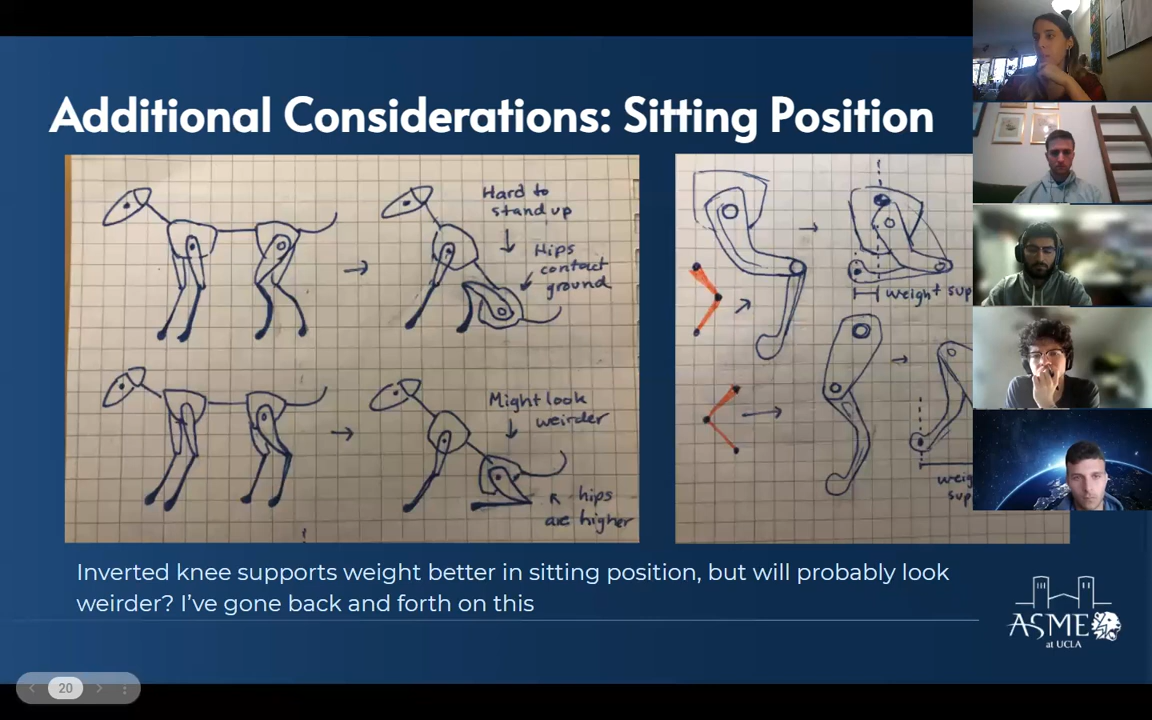 Additional Considerations: Sitting Position
Hard to
stand up
Hips
contact
ground
Might look
weirder
hips
are higher
weight sup
weig
sup
Inverted knee supports weight better in sitting position, but will probably look
weirder? I've gone back and forth on this
ASME
at UCLA
20